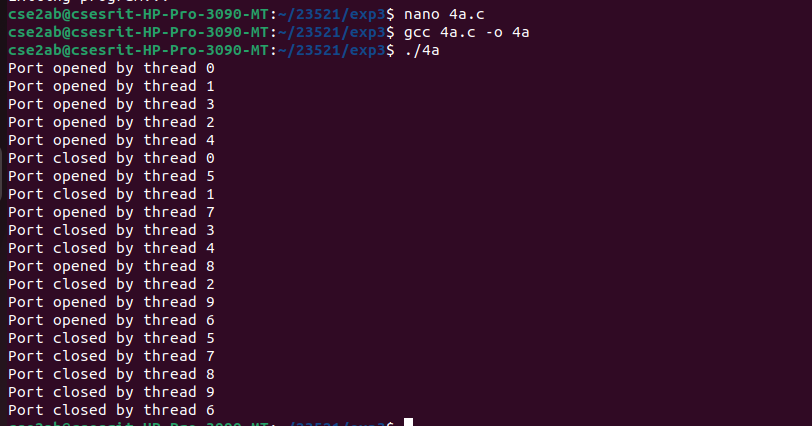 cse2ab@csesrit-HP-Pro-3090-MT:~/23521/exp3$ nano 4a.c
cse2ab@csesrit-HP-Pro-3090-MT:~/23521/exp3$ gcc 4a.c -o 4a
cse2ab@csesrit-HP-Pro-3090-MT:~/23521/exp3$ ./4a
Port opened by thread 0
Port opened by thread 1
Port opened by thread 3
Port opened by thread 2
Port opened by thread 4
Port closed by thread 0
Port opened by thread 5
Port closed by thread 1
Port opened by thread 7
Port closed by thread 3
Port closed by thread 4
Port opened by thread 8
Port closed by thread 2
Port opened by thread 9
Port opened by thread 6
Port closed by thread 5
Port closed by thread 7
Port closed by thread 8
Port closed by thread 9
Port closed by thread 6
cse2ab@csesrit-HP-Pro-3090-MT:~/23521/exp3$